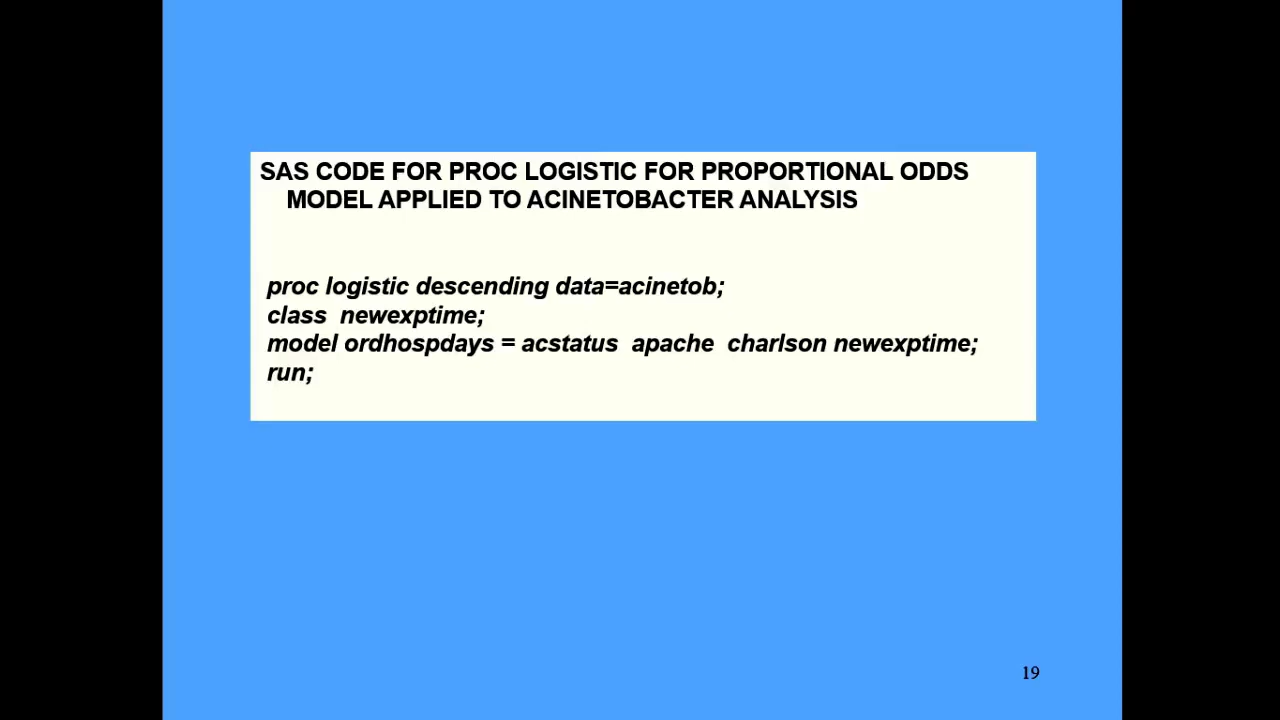 SAS CODE FOR PROC LOGISTIC FOR PROPORTIONAL ODDS
MODEL APPLIED TO ACINETOBACTER ANALYSIS
proc logistic descending data=acinetob;
class newexptime;
model ordhospdays = acstatus apache charlson newexptime;
run;
19